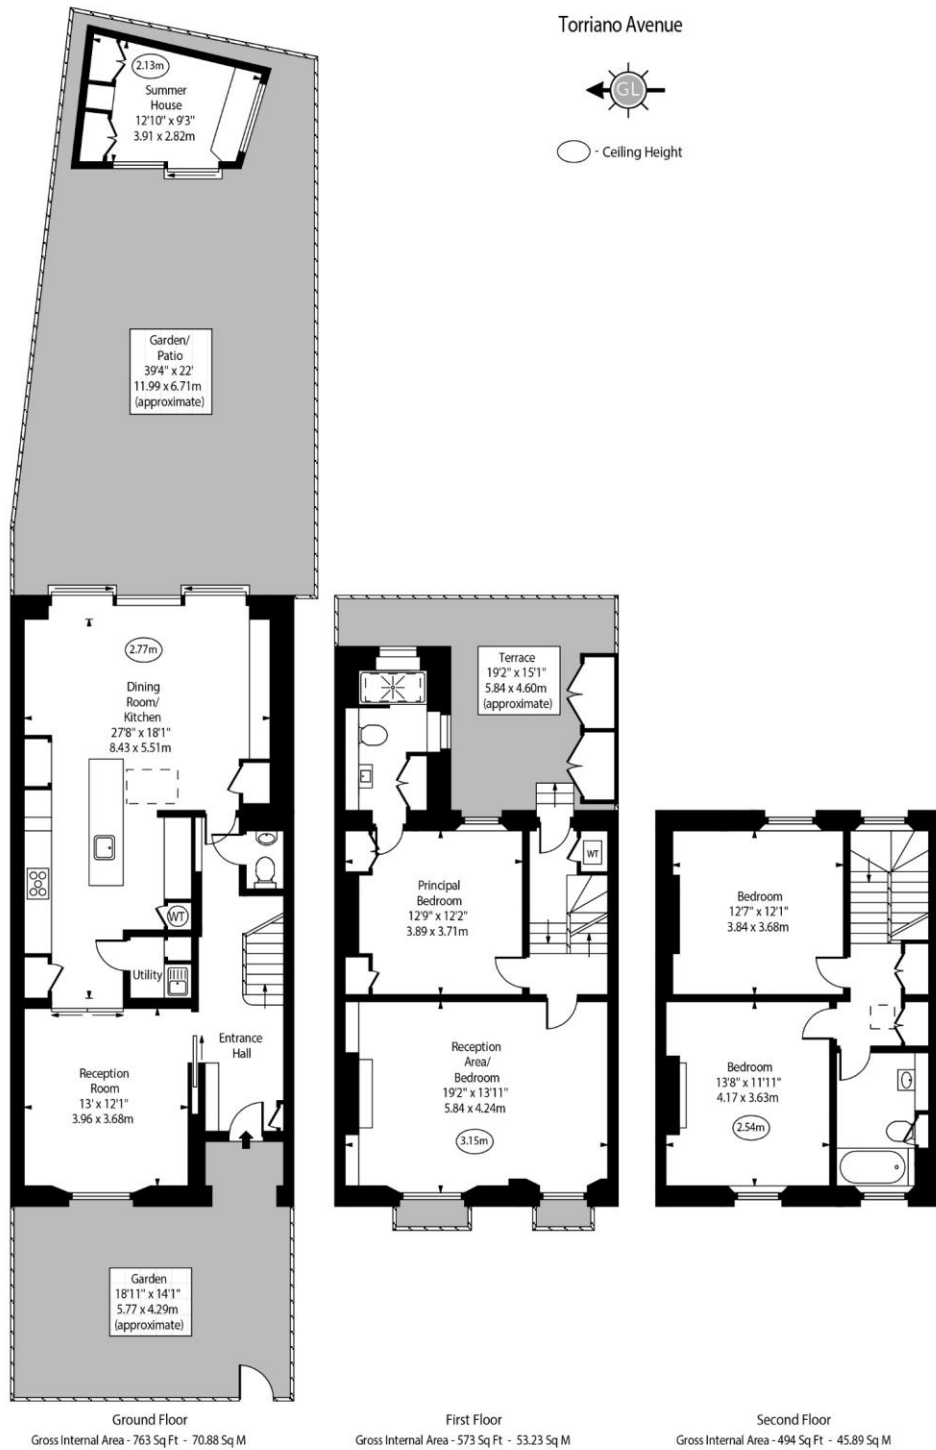 Torriano Avenue
GL
- Ceiling Height
2.13m
Summer
House
12'10" x 9'3"
3.91 x 2.82m
Garden/
Patio
39'4" x 22'
11.99 x 6.71m
(approximate)
2.77m
Dining
Room/
Kitchen
27'8" x 18'1"
8.43 x 5.51m
WT
Utility
Entrance
Hall
Reception
Room
13' x 12'1"
3.96 x 3.68m
Garden
18'11" x 14'1"
5.77 x 4.29m
(approximate)
Ground Floor
Gross Internal Area - 763 Sq Ft - 70.88 Sq M
Terrace
19'2" x 15'1"
5.84 x 4.60m
(approximate)
WT
Principal
Bedroom
12'9" x 12'2"
3.89 x 3.71m
Reception
Area/
Bedroom
19'2" x 13'11"
5.84 x 4.24m
3.15m
First Floor
Gross Internal Area - 573 Sq Ft - 53.23 Sq M
Bedroom
12'7" x 12'1"
3.84 x 3.68m
Bedroom
13'8" x 11'11"
4.17 x 3.63m
2.54m
Second Floor
Gross Internal Area - 494 Sq Ft - 45.89 Sq M